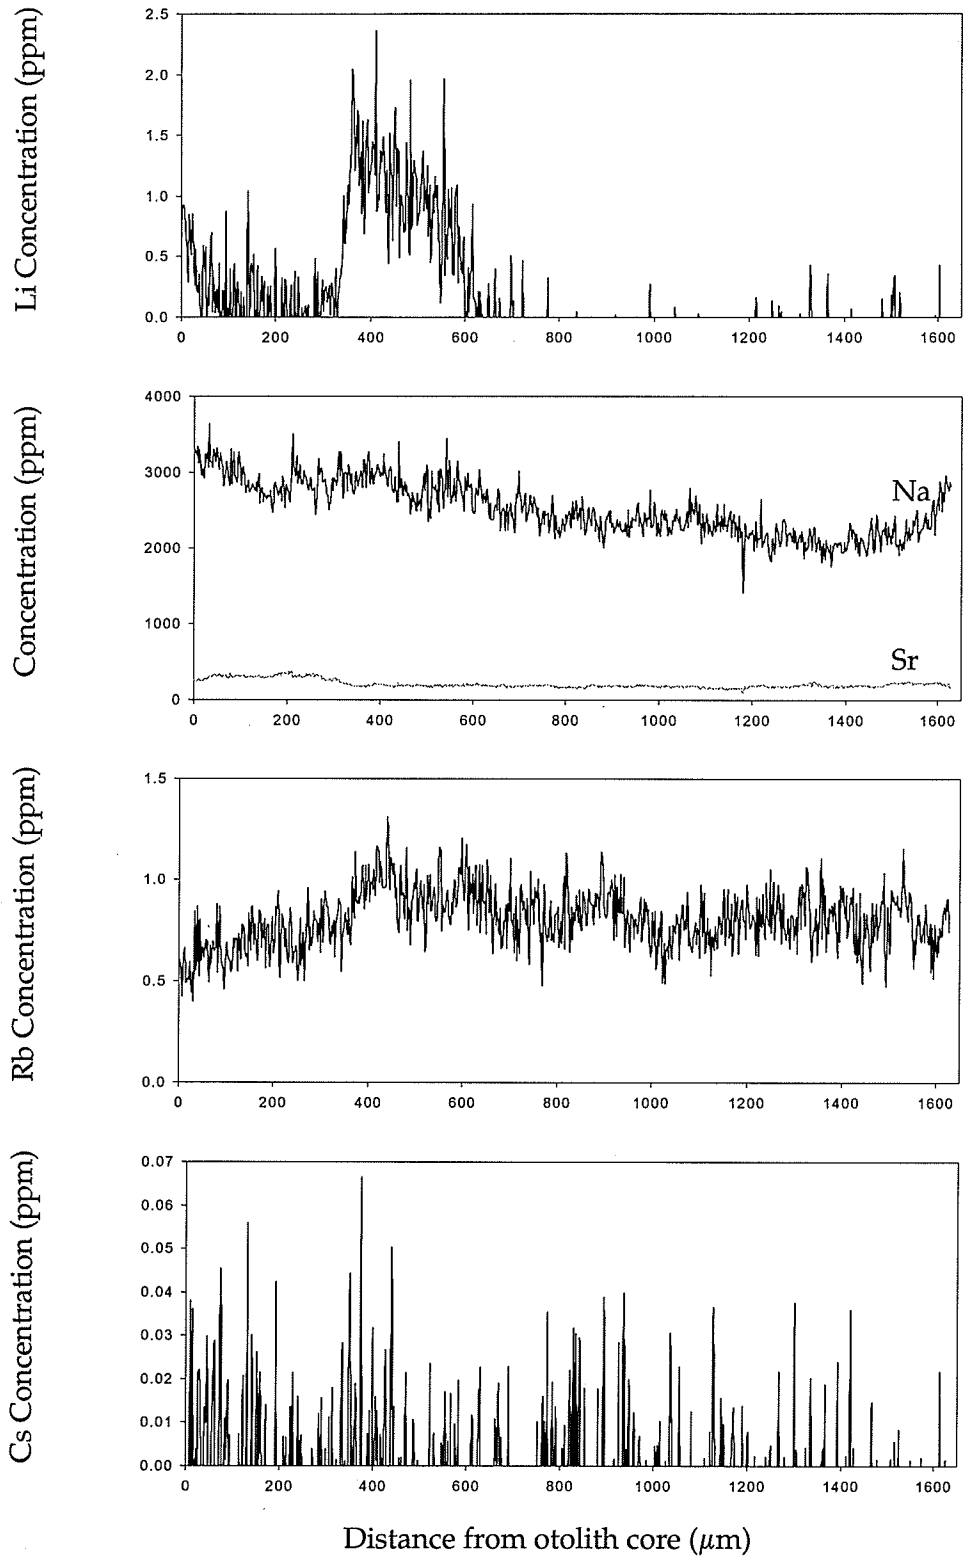 Li Concentration (ppm)
2.5
2.0
1.5
1.0
0.5
0.0
0 200 400 600 800 1000 1200 1400 1600
Concentration (ppm)
4000
3000
2000
1000
0
Na
Sr
0 200 400 600 800 1000 1200 1400 1600
Rb Concentration (ppm)
1.5
1.0
0.5
0.0
0 200 400 600 800 1000 1200 1400 1600
Cs Concentration (ppm)
0.07
0.06
0.05
0.04
0.03
0.02
0.01
0.00
0 200 400 600 800 1000 1200 1400 1600
Distance from otolith core (μm)